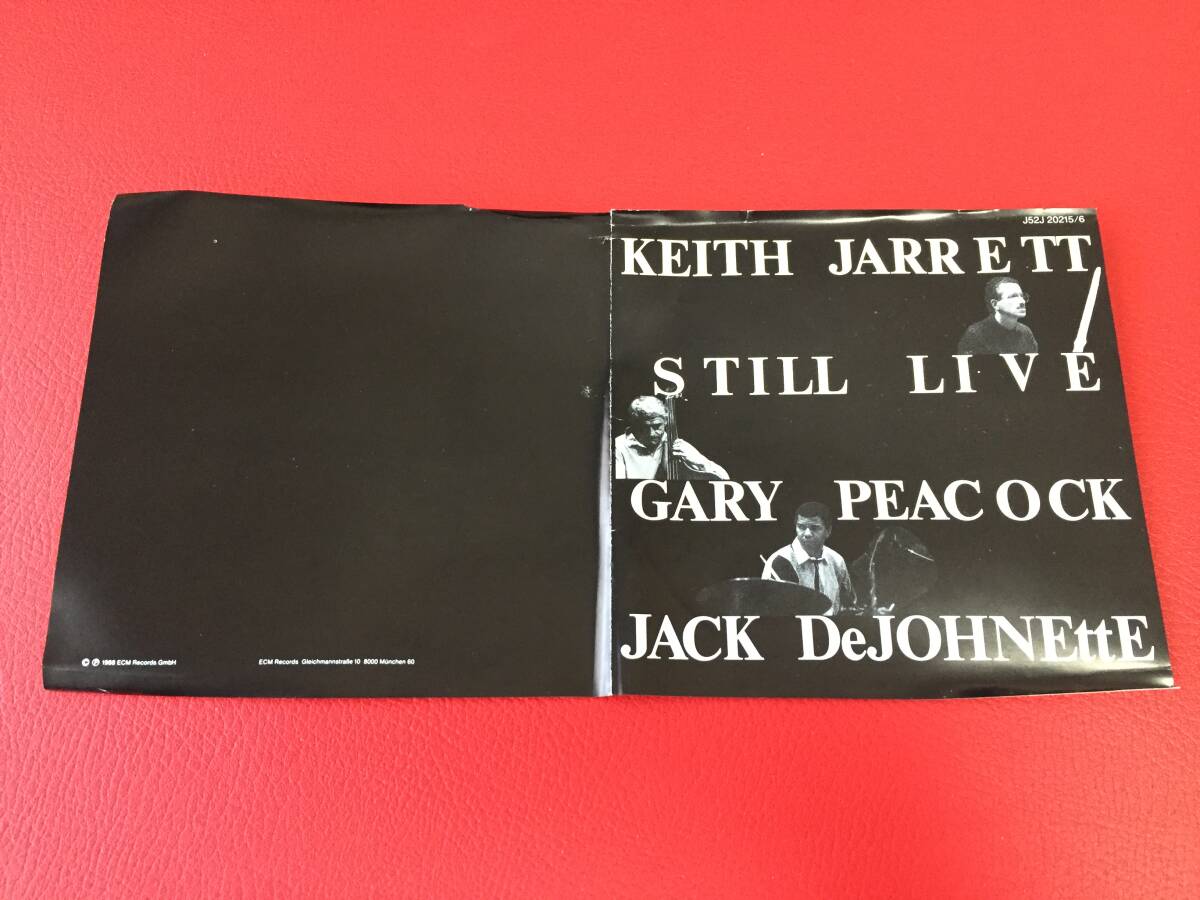 J52J 20215/6
KEITH JARRETT
STILL LIVE
GARY PEACOCK
JACK DeJOHNEttE
© ℗ 1988 ECM Records GmbH
ECM Records Gleichmannstraße 10 8000 München 60